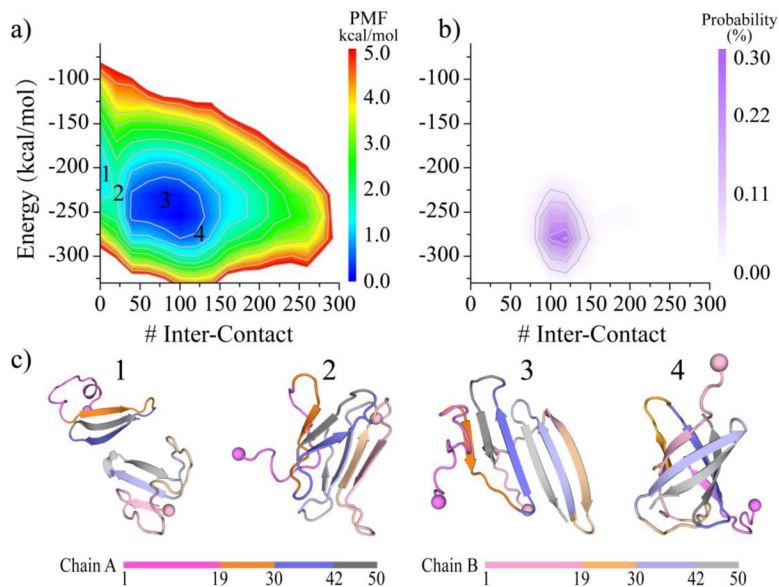 a)
PMF
kcal/mol
5.0
4.0
3.0
2.0
1.0
0.0
Energy (kcal/mol)
-100
-150
-200
-250
-300
1
2
3
4
0 50 100 150 200 250 300
# Inter-Contact
b)
Probability
(%)
0.30
0.22
0.11
0.00
-100
-150
-200
-250
-300
0 50 100 150 200 250 300
# Inter-Contact
c)
1
2
3
4
Chain A
1 19 30 42 50
Chain B
1 19 30 42 50